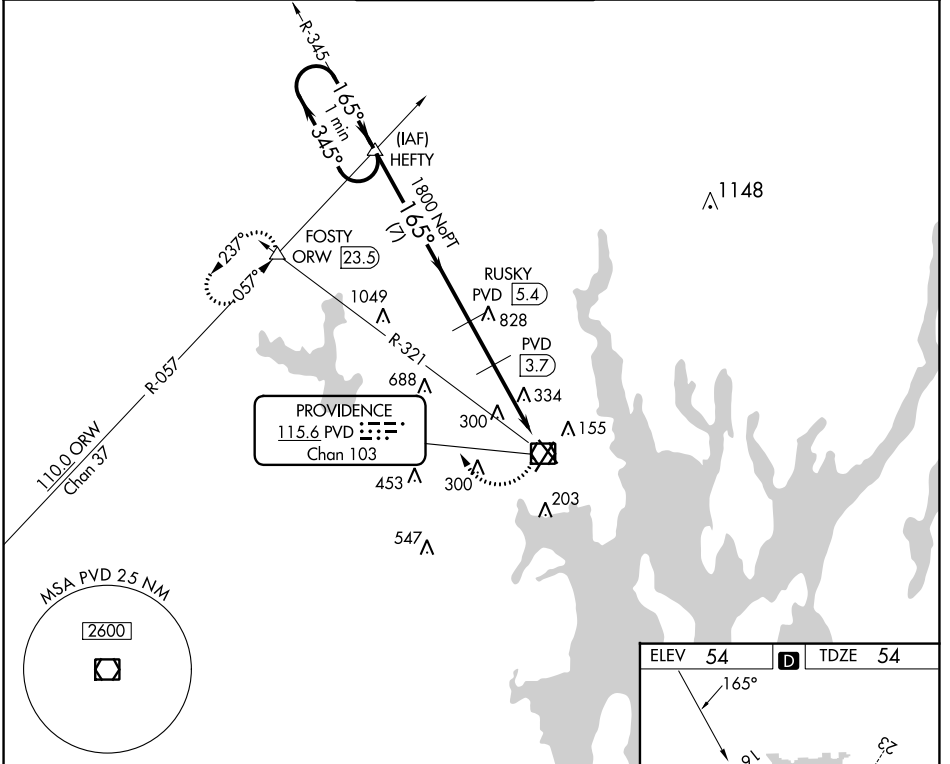 R-345
165°
1 min
345°
(IAF)
HEFTY
1148
1800 NoPT
165°
(7)
237°
FOSTY
ORW 23.5
057°
RUSKY
PVD 5.4
1049
828
R-321
PVD
3.7
R-057
688
334
PROVIDENCE
115.6 PVD
Chan 103
300
155
110.0 ORW
Chan 37
453
300
203
547
MSA PVD 25 NM
2600
ELEV 54
D
TDZE 54
165°
16
23